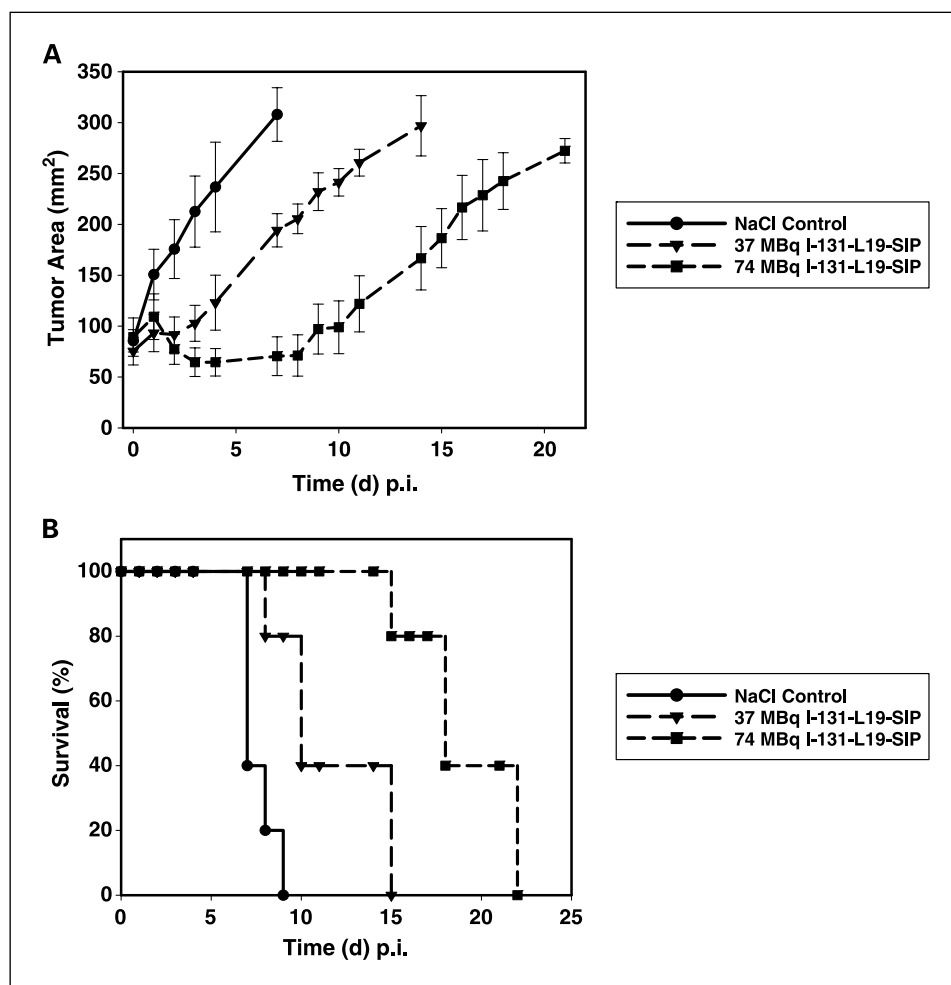 A
350
300
250
200
150
100
50
0
Tumor Area (mm²)
0 5 10 15 20
Time (d) p.i.
NaCl Control
37 MBq I-131-L19-SIP
74 MBq I-131-L19-SIP
B
100
80
60
40
20
0
Survival (%)
0 5 10 15 20 25
Time (d) p.i.
NaCl Control
37 MBq I-131-L19-SIP
74 MBq I-131-L19-SIP